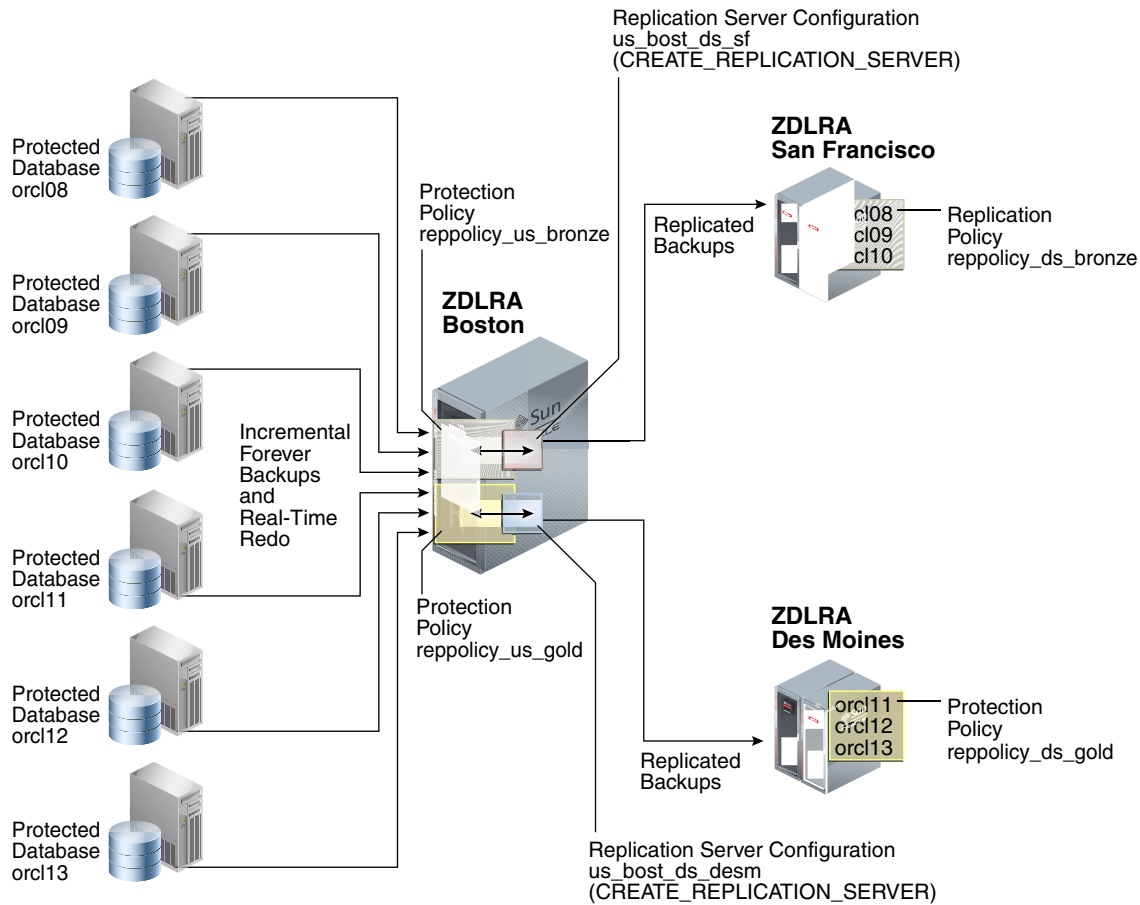 Replication Server Configuration
us_bost_ds_sf
(CREATE_REPLICATION_SERVER)
Protected
Database
orcl08
Protected
Database
orcl09
Protected
Database
orcl10
Protected
Database
orcl11
Protected
Database
orcl12
Protected
Database
orcl13
Incremental
Forever
Backups
and
Real-Time
Redo
Protection
Policy
reppolicy_us_bronze
ZDLRA
Boston
Sun
Protection
Policy
reppolicy_us_gold
Replicated
Backups
ZDLRA
San Francisco
cl08
cl09
cl10
Replication
Policy
reppolicy_ds_bronze
Replicated
Backups
ZDLRA
Des Moines
orcl11
orcl12
orcl13
Protection
Policy
reppolicy_ds_gold
Replication Server Configuration
us_bost_ds_desm
(CREATE_REPLICATION_SERVER)